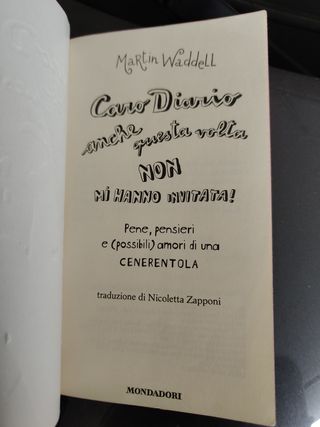 Martin Waddell
Caro Diario
anche questa volta
NON
MI HANNO INVITATA!
Pene, pensieri
e (possibili) amori di una
CENERENTOLA
traduzione di Nicoletta Zapponi
MONDADORI